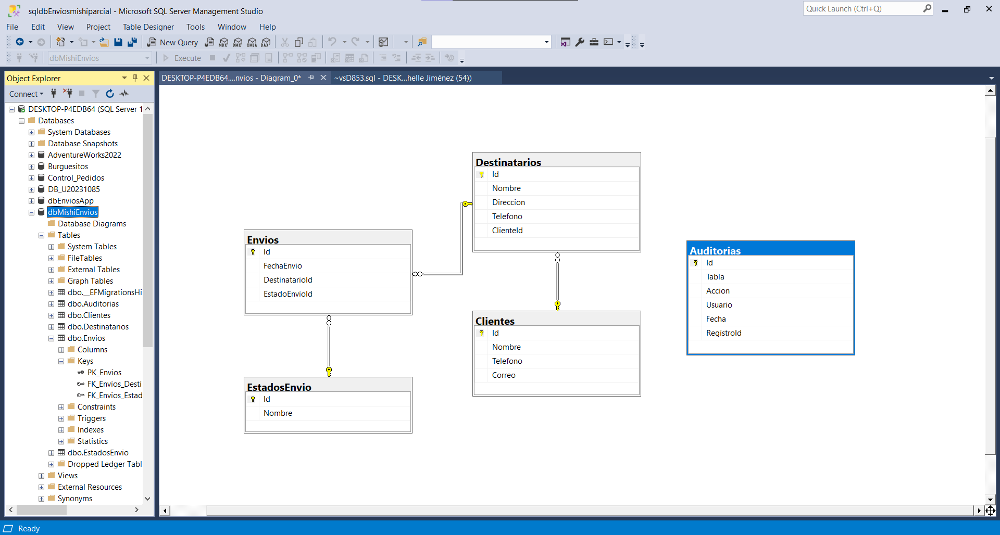 sqldbEnviosmishiparcial - Microsoft SQL Server Management Studio
Quick Launch (Ctrl+Q)
File Edit View Project Table Designer Tools Window Help
New Query MDX DMX XMLA DAX
dbMishiEnvios Execute
Object Explorer
Connect
DESKTOP-P4EDB64 (SQL Server 1
Databases
System Databases
Database Snapshots
AdventureWorks2022
Burguesitos
Control_Pedidos
DB_U20231085
dbEnviosApp
dbMishiEnvios
Database Diagrams
Tables
System Tables
FileTables
External Tables
Graph Tables
dbo.__EFMigrationsHi
dbo.Auditorias
dbo.Clientes
dbo.Destinatarios
dbo.Envios
Columns
Keys
PK_Envios
FK_Envios_Desti
FK_Envios_Estad
Constraints
Triggers
Indexes
Statistics
dbo.EstadosEnvio
Dropped Ledger Tabl
Views
External Resources
Synonyms
DESKTOP-P4EDB64....nvios - Diagram_0*
~vsD853.sql - DESK...helle Jiménez (54))
Envios
Id
FechaEnvio
DestinatarioId
EstadoEnvioId
EstadosEnvio
Id
Nombre
Destinatarios
Id
Nombre
Direccion
Telefono
ClienteId
Clientes
Id
Nombre
Telefono
Correo
Auditorias
Id
Tabla
Accion
Usuario
Fecha
RegistroId
Ready